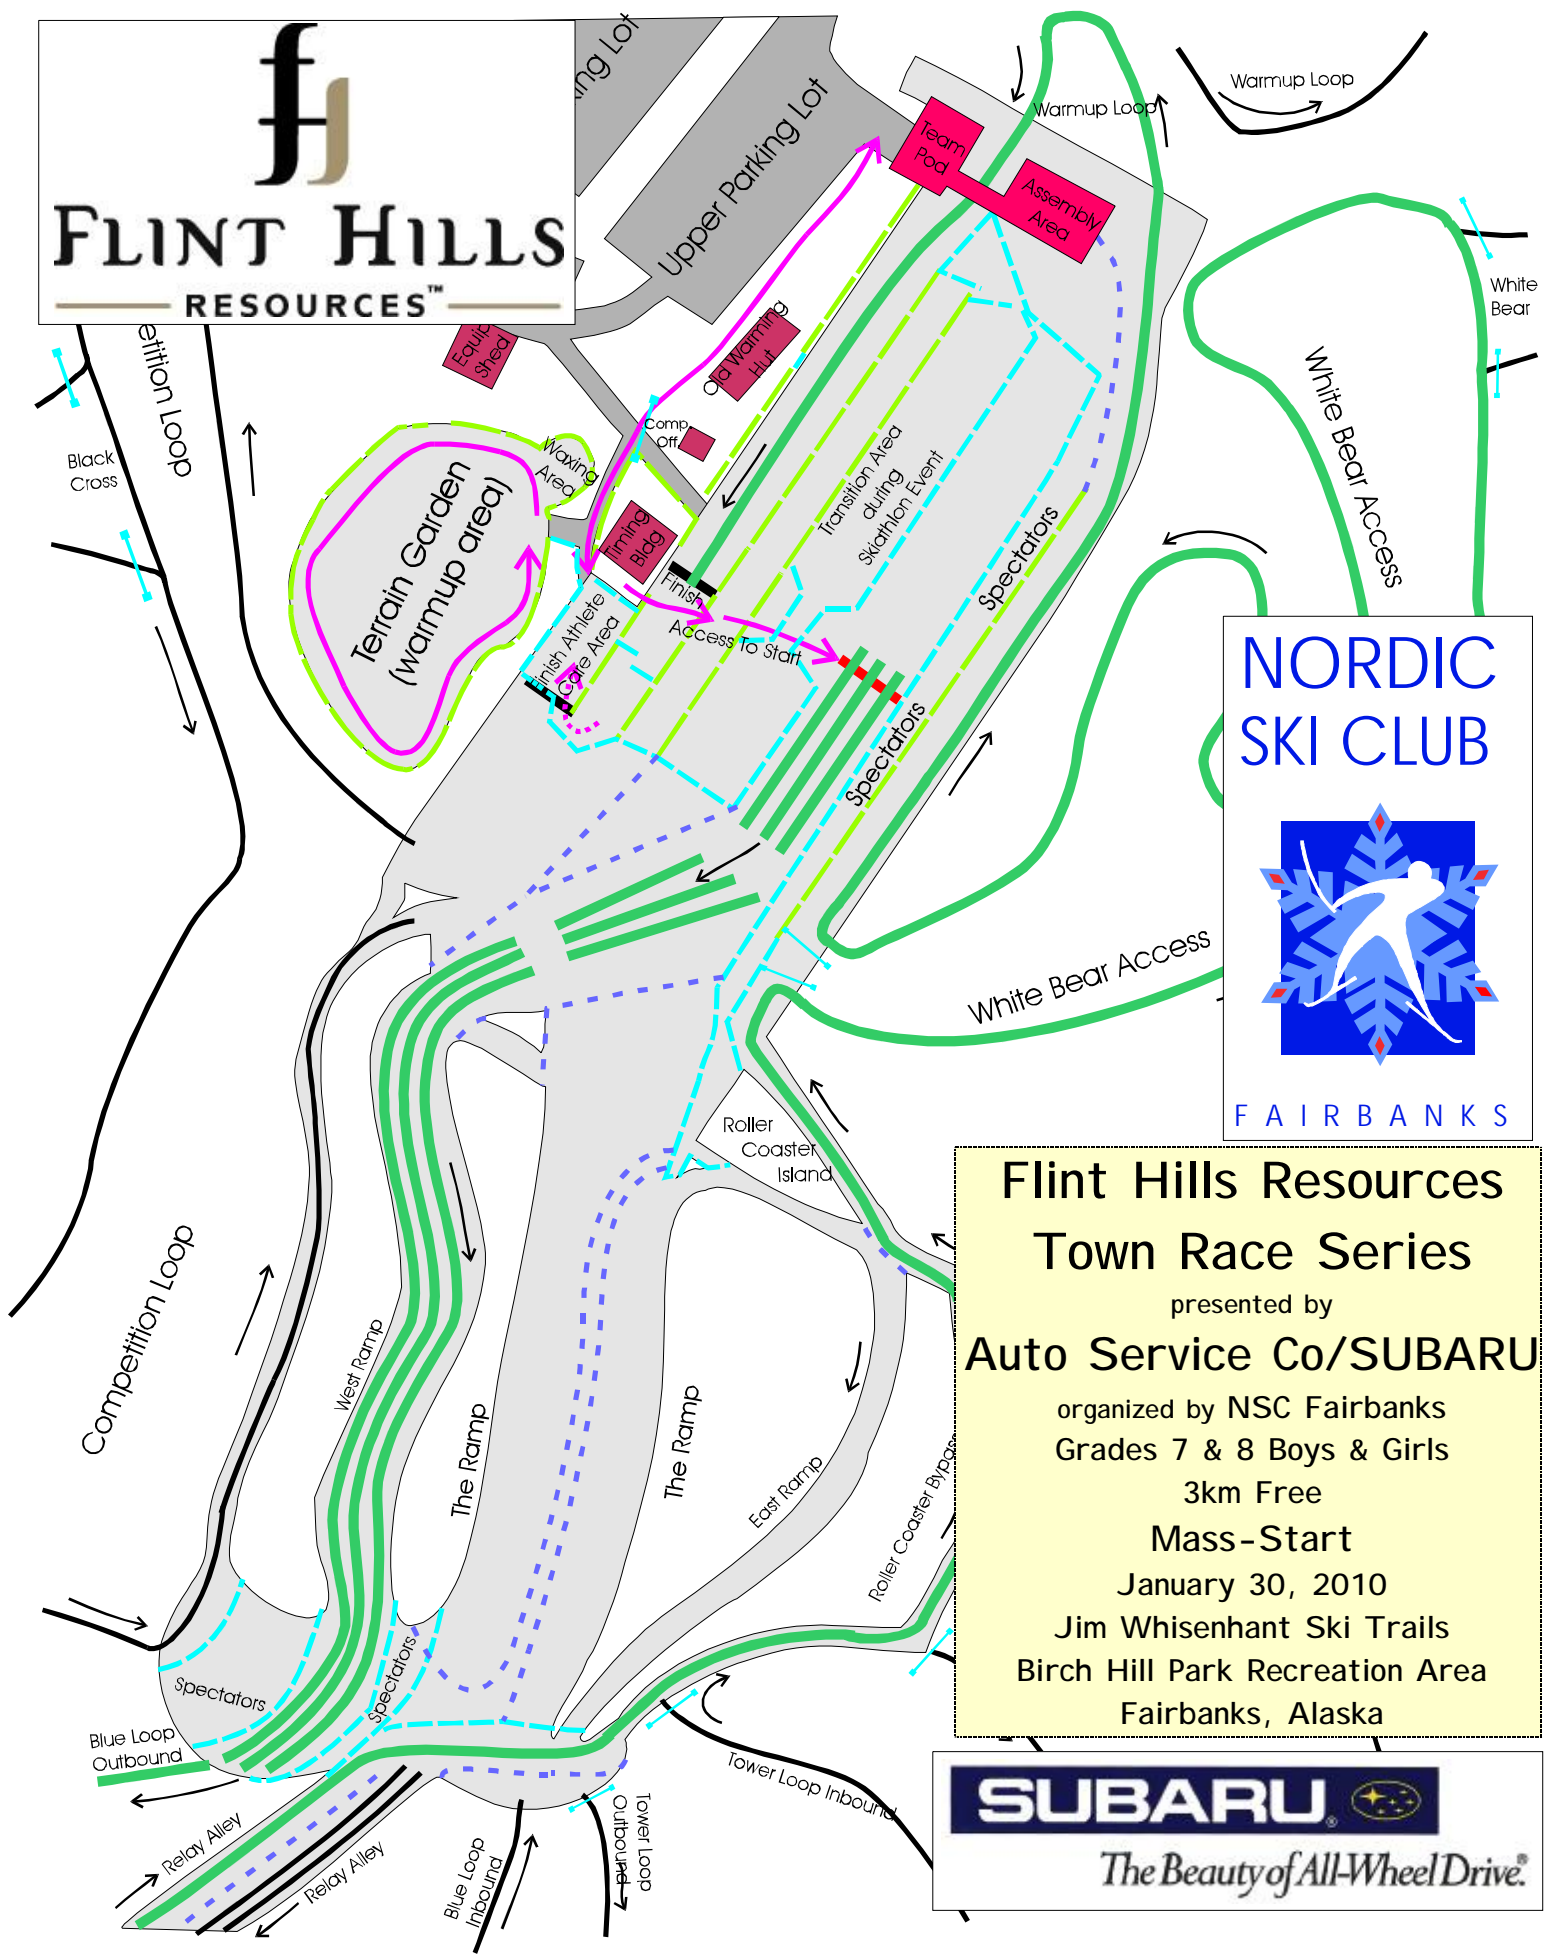 FLINT HILLS
RESOURCES™
ing Lot
Upper Parking Lot
Team
Pod
Assembly
Area
Warmup Loop
Warmup Loop
White
Bear
White Bear Access
etition Loop
Black
Cross
Equip
Shed
Old Warming
Hut
Comp.
Off.
Waxing
Area
Terrain Garden
(warmup area)
Timing
Bldg
Finish
Finish Athlete
Care Area
Access To Start
Transition Area
during
Skiathlon Event
Spectators
Spectators
NORDIC
SKI CLUB
FAIRBANKS
White Bear Access
Roller
Coaster
Island
Competition Loop
West Ramp
The Ramp
The Ramp
East Ramp
Roller Coaster Bypas
Flint Hills Resources
Town Race Series
presented by
Auto Service Co/SUBARU
organized by NSC Fairbanks
Grades 7 & 8 Boys & Girls
3km Free
Mass-Start
January 30, 2010
Jim Whisenhant Ski Trails
Birch Hill Park Recreation Area
Fairbanks, Alaska
Spectators
Spectators
Blue Loop
Outbound
Relay Alley
Relay Alley
Blue Loop
Inbound
Tower Loop
Outbound
Tower Loop Inbound
SUBARU®
The Beauty of All-Wheel Drive.®